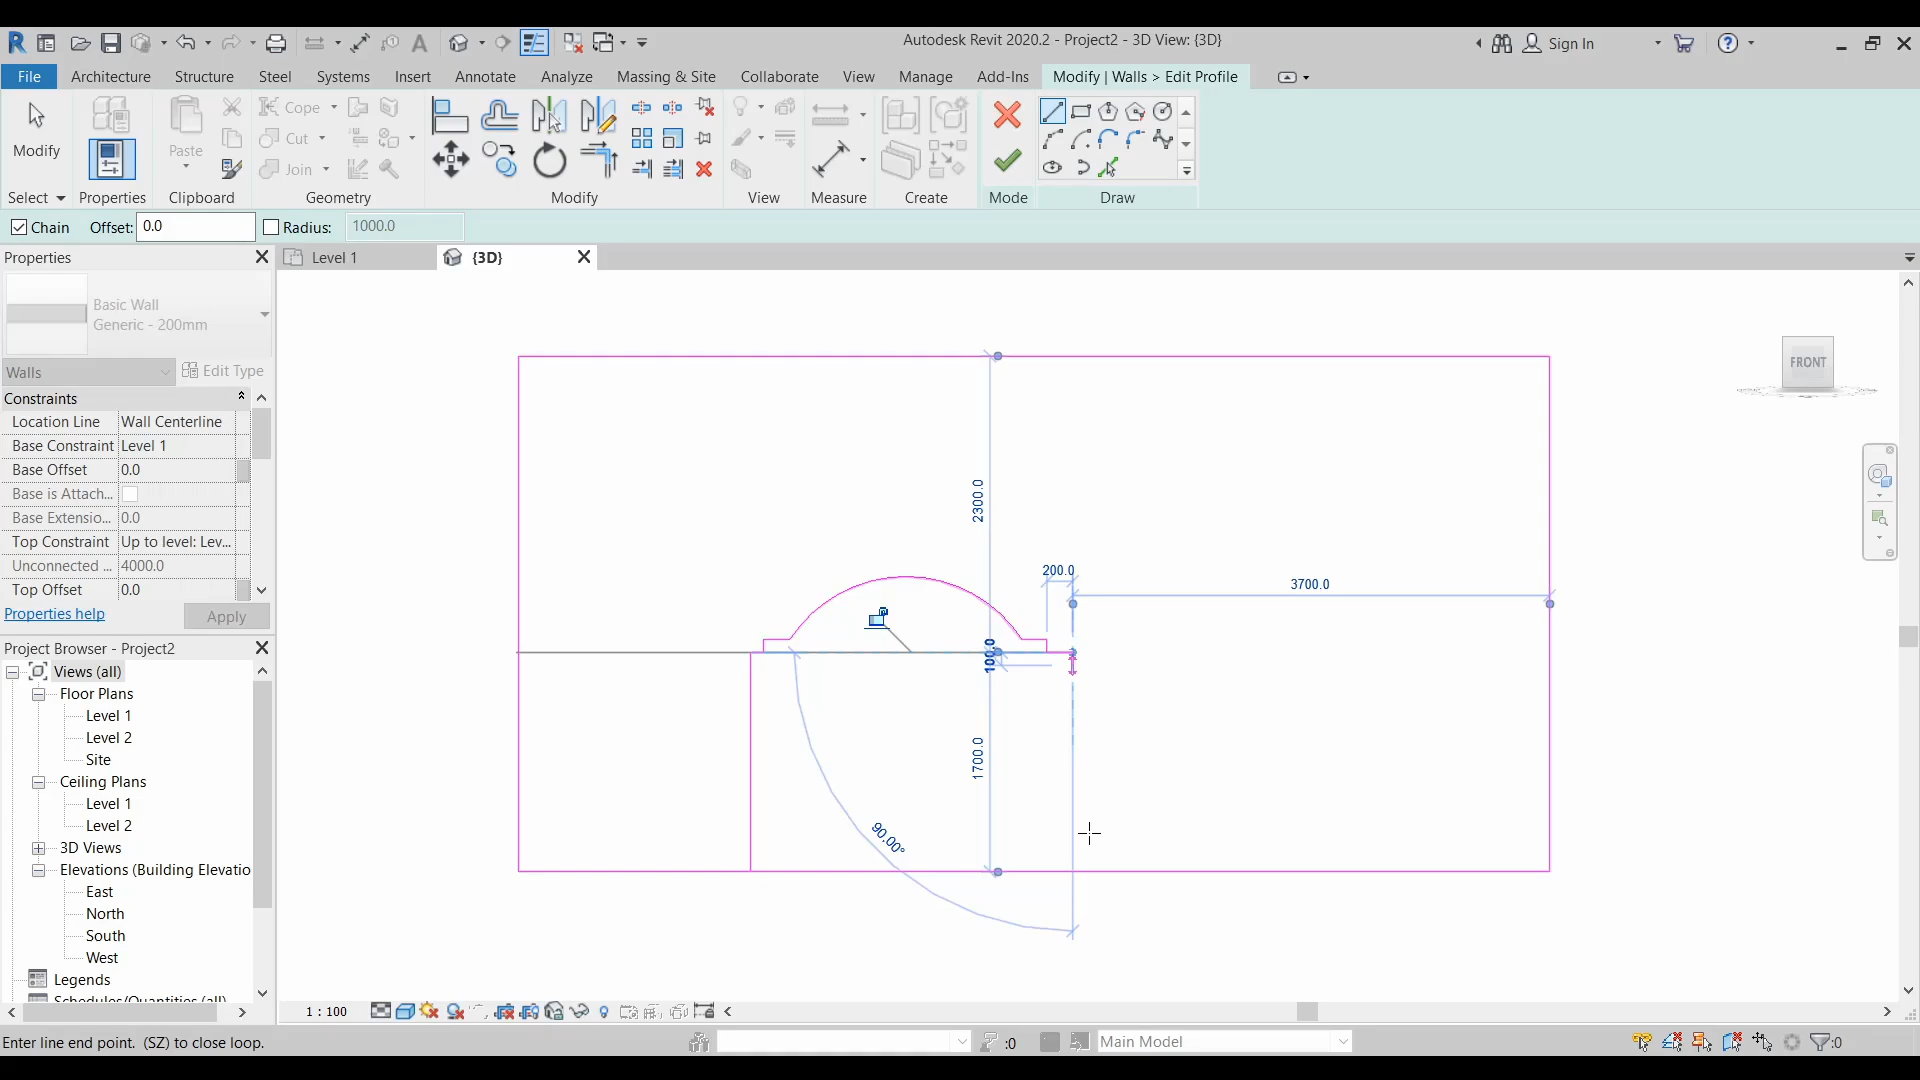 Autodesk Revit 2020.2 - Project2 - 3D View: {3D}
Sign In
File Architecture Structure Steel Systems Insert Annotate Analyze Massing & Site Collaborate View Manage Add-Ins Modify | Walls > Edit Profile
Modify
Paste
Cope
Cut
Join
Select Properties Clipboard Geometry Modify View Measure Create Mode Draw
Chain Offset: 0.0 Radius: 1000.0
Properties
Level 1
{3D}
Basic Wall
Generic - 200mm
Walls
Edit Type
Constraints
Location Line Wall Centerline
Base Constraint Level 1
Base Offset 0.0
Base is Attach...
Base Extensio... 0.0
Top Constraint Up to level: Lev...
Unconnected ... 4000.0
Top Offset 0.0
Properties help
Apply
Project Browser - Project2
Views (all)
Floor Plans
Level 1
Level 2
Site
Ceiling Plans
Level 1
Level 2
3D Views
Elevations (Building Elevatio
East
North
South
West
Legends
Schedules/Quantities (all)
FRONT
2300.0
200.0
3700.0
100.0
1700.0
90.00°
1 : 100
Enter line end point. (SZ) to close loop.
:0
Main Model
:0